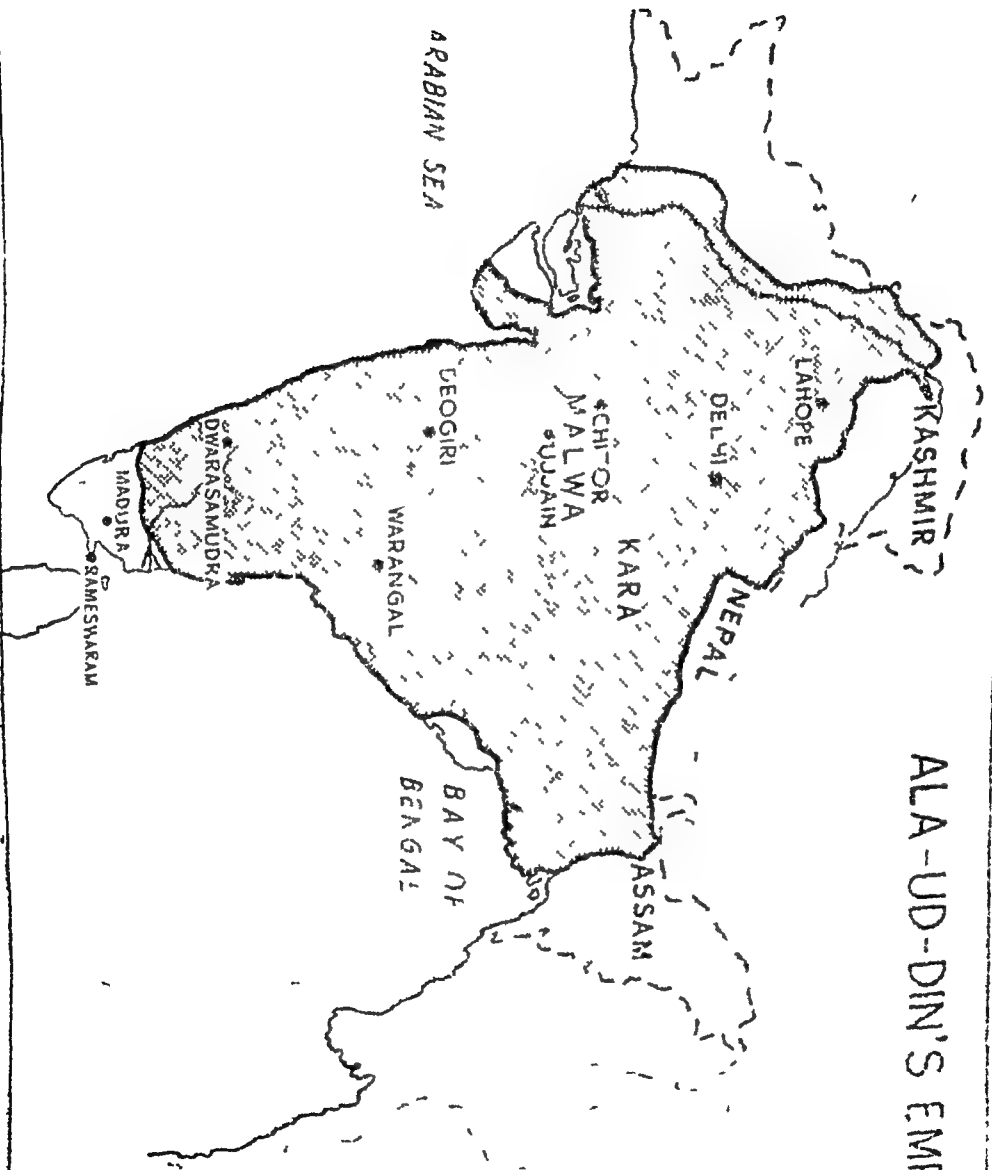 ALA-UD-DIN'S EMP
KASHMIR
LAHOPE
DELHI
NEPAL
CHITOR
MALWA
UJJAIN
KARA
ASSAM
DEOGIRI
WARANGAL
ARABIAN SEA
BAY OF
BENGAL
DWARASAMUDRA
MADURA
RAMESWARAM